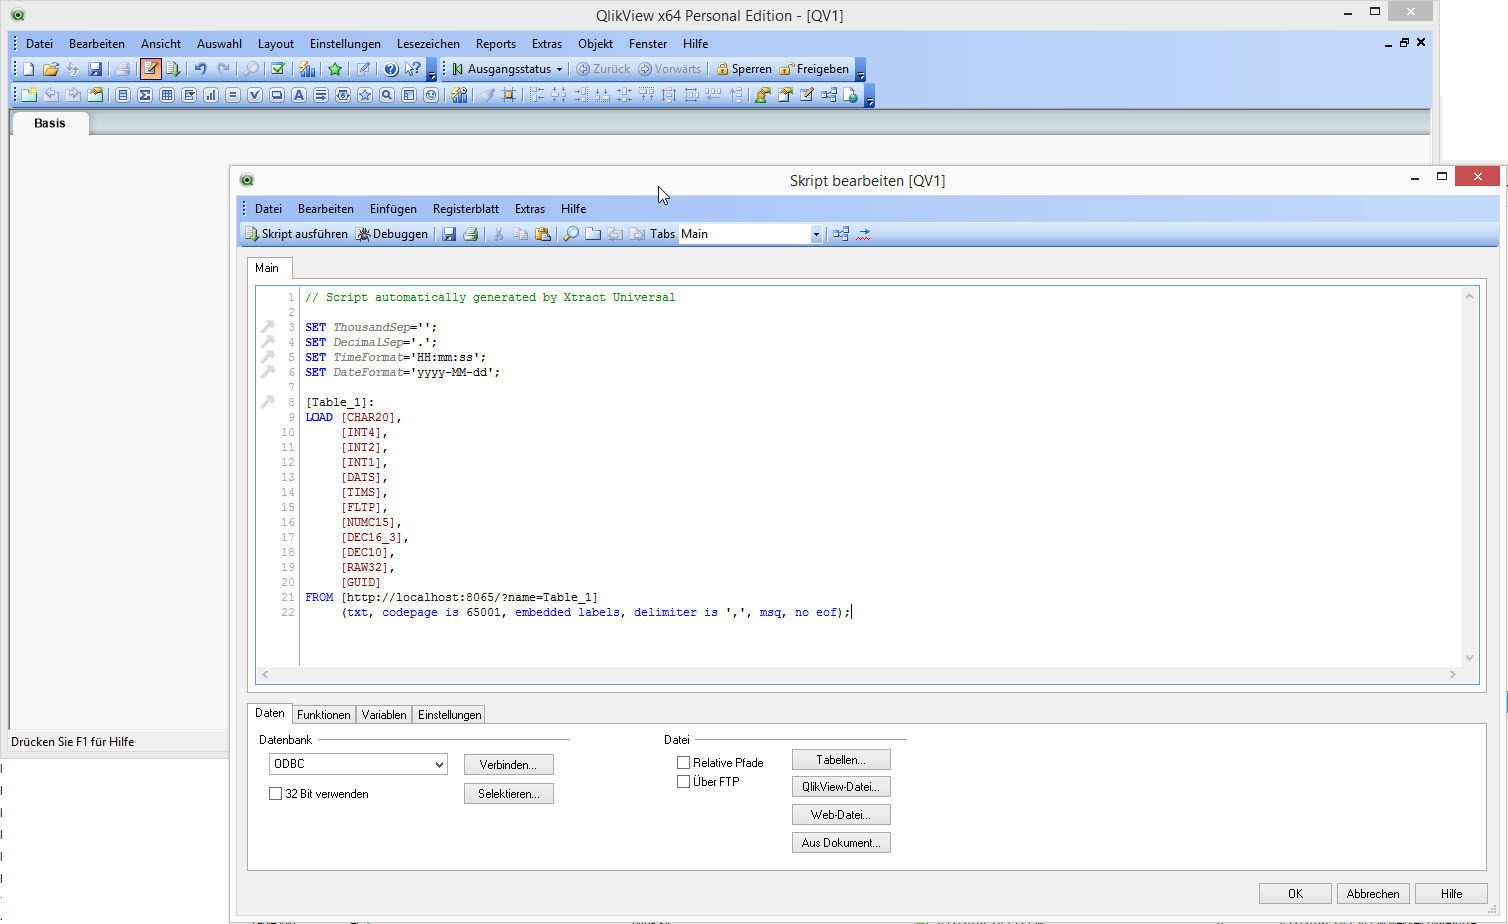 QlikView x64 Personal Edition - [QV1]
Datei Bearbeiten Ansicht Auswahl Layout Einstellungen Lesezeichen Reports Extras Objekt Fenster Hilfe
Ausgangsstatus Zurück Vorwärts Sperren Freigeben
Basis
Skript bearbeiten [QV1]
Datei Bearbeiten Einfügen Registerblatt Extras Hilfe
Skript ausführen Debuggen Tabs Main
Main
1 // Script automatically generated by Xtract Universal
2
3 SET ThousandSep='';
4 SET DecimalSep='.';
5 SET TimeFormat='HH:mm:ss';
6 SET DateFormat='yyyy-MM-dd';
7
8 [Table_1]:
9 LOAD [CHAR20],
10 [INT4],
11 [INT2],
12 [INT1],
13 [DATS],
14 [TIMS],
15 [FLTP],
16 [NUMC15],
17 [DEC16_3],
18 [DEC10],
19 [RAW32],
20 [GUID]
21 FROM [http://localhost:8065/?name=Table_1]
22 (txt, codepage is 65001, embedded labels, delimiter is ',', msq, no eof);
Daten Funktionen Variablen Einstellungen
Drücken Sie F1 für Hilfe
Datenbank
ODBC
Verbinden...
32 Bit verwenden
Selektieren...
Datei
Relative Pfade
Über FTP
Tabellen...
QlikView-Datei...
Web-Datei...
Aus Dokument...
OK Abbrechen Hilfe